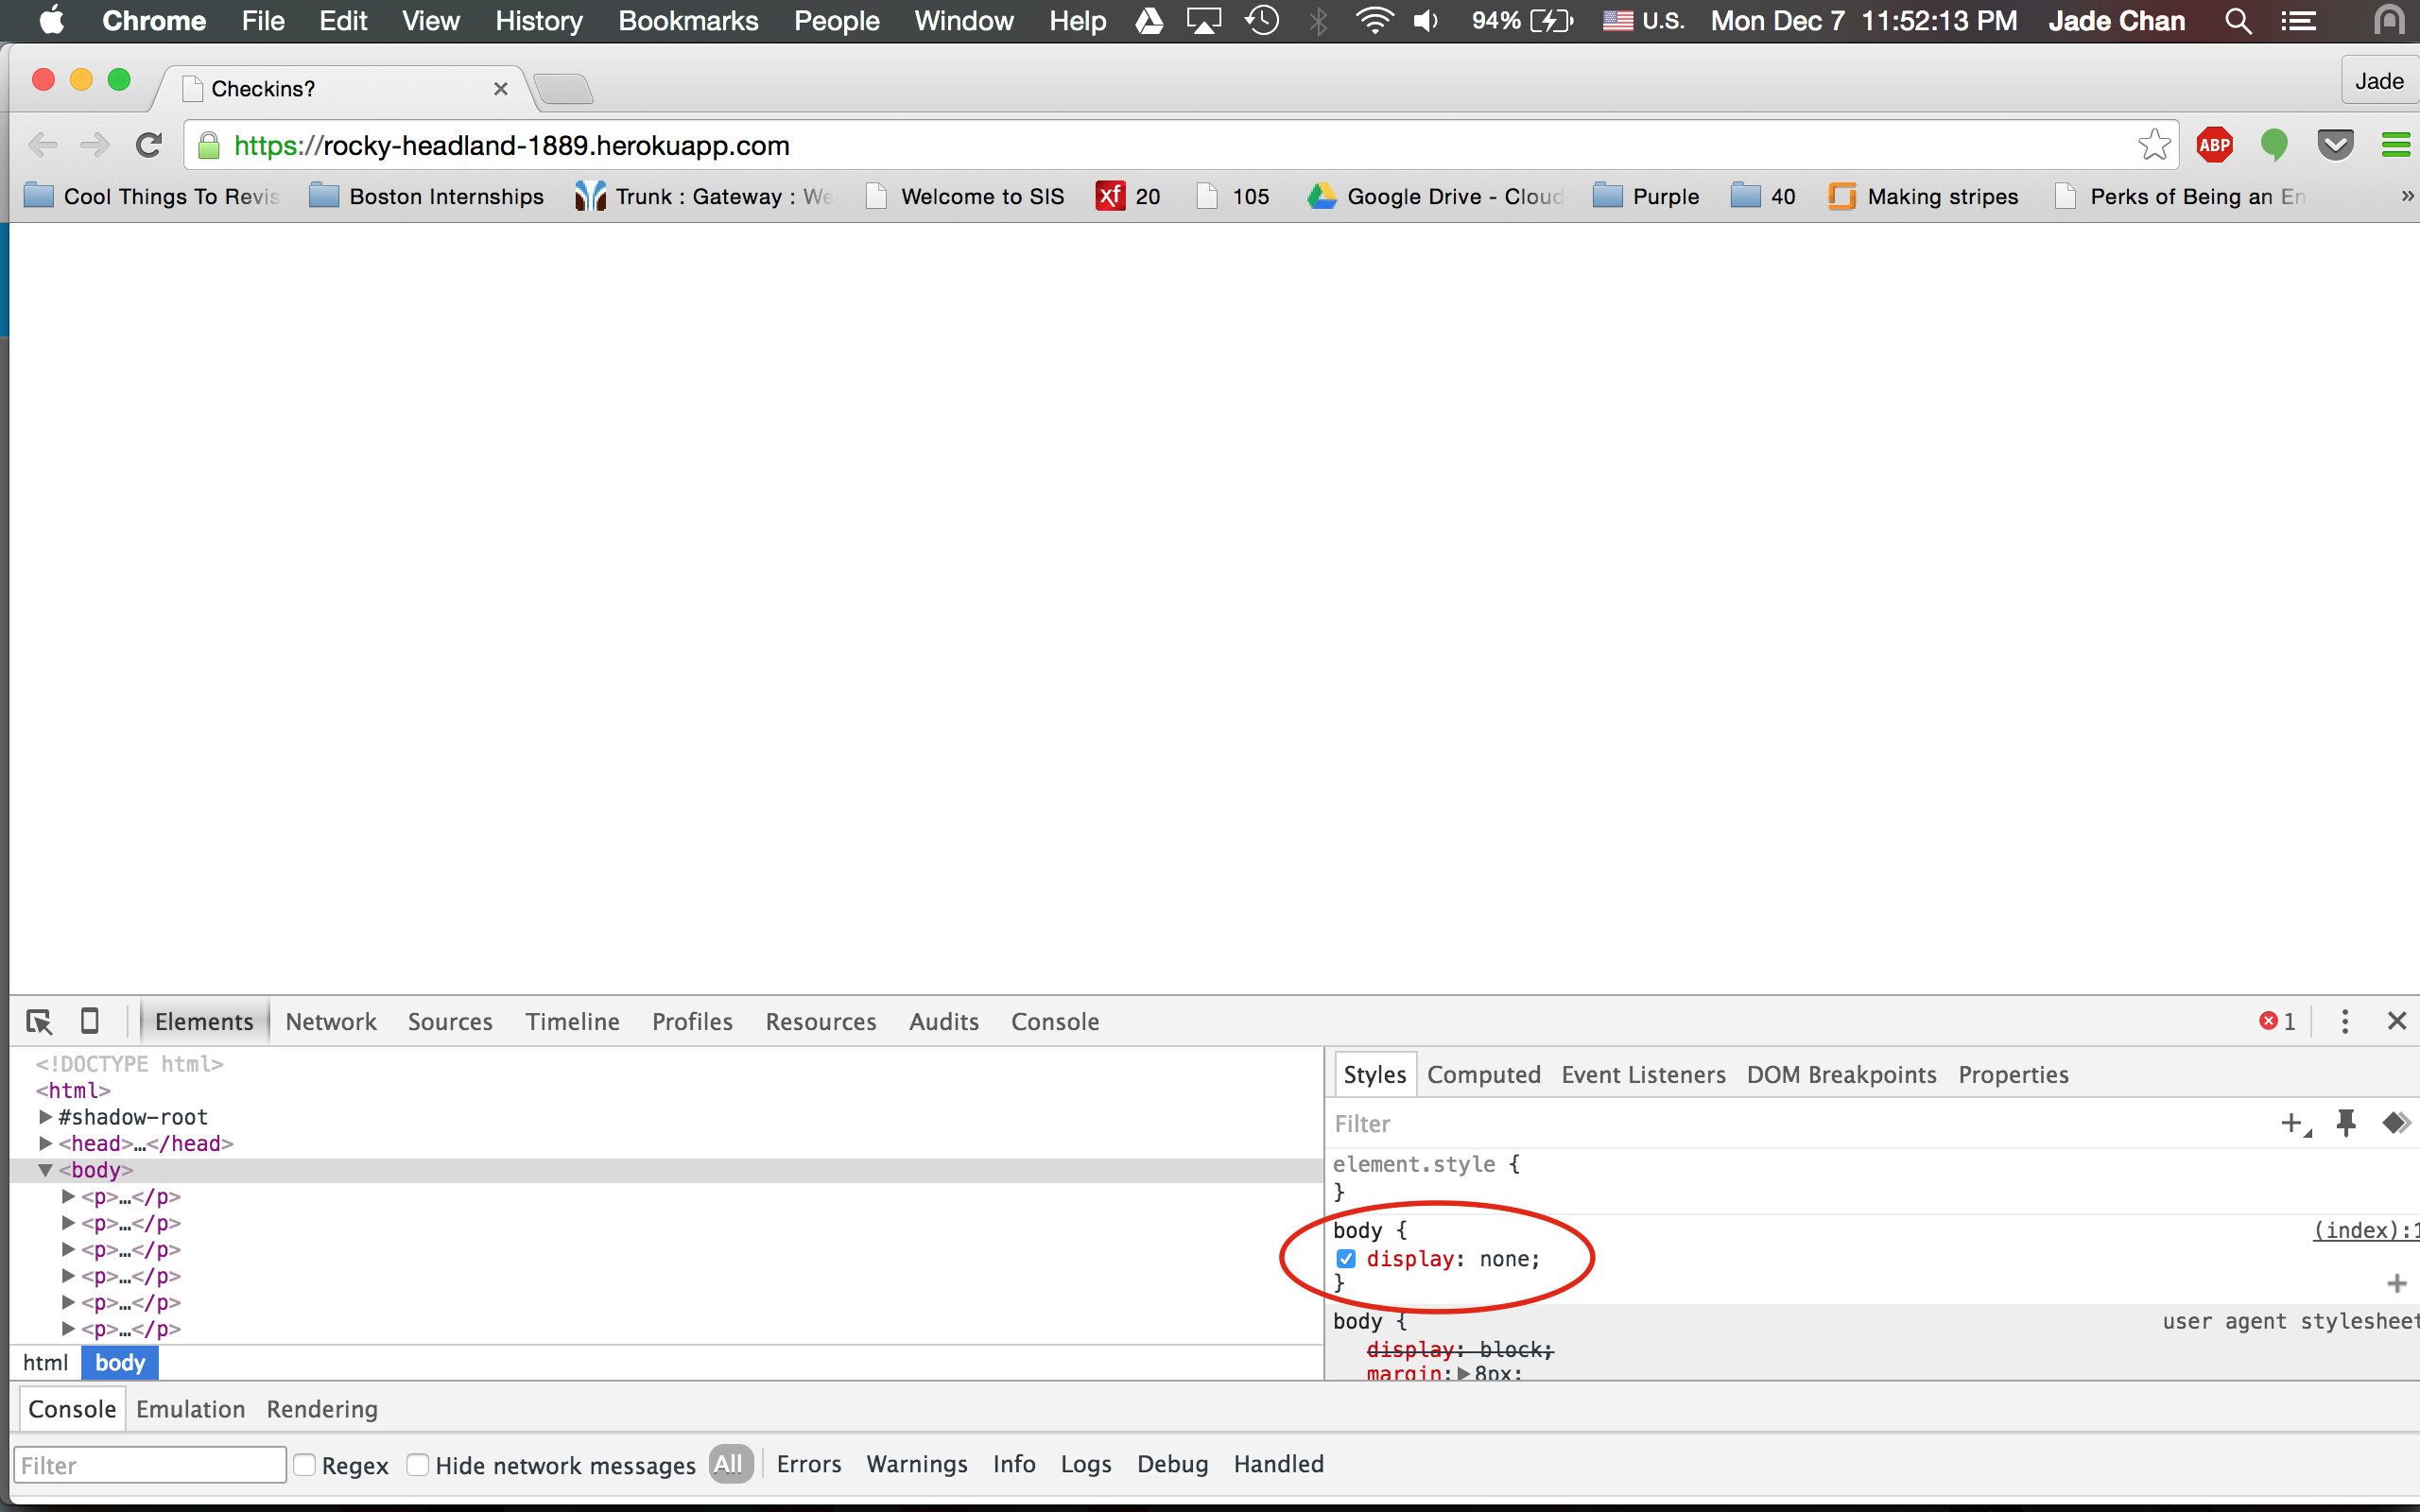 Chrome File Edit View History Bookmarks People Window Help 94% U.S. Mon Dec 7 11:52:13 PM Jade Chan
Checkins? Jade
https://rocky-headland-1889.herokuapp.com ABP
Cool Things To Revis Boston Internships Trunk : Gateway : We Welcome to SIS xf 20 105 Google Drive - Cloud Purple 40 Making stripes Perks of Being an En »
Elements Network Sources Timeline Profiles Resources Audits Console 1
<!DOCTYPE html>
<html>
#shadow-root
<head>…</head>
<body>
<p>…</p>
<p>…</p>
<p>…</p>
<p>…</p>
<p>…</p>
<p>…</p>
html body
Styles Computed Event Listeners DOM Breakpoints Properties
Filter
element.style {
}
body { (index):1
display: none;
}
body { user agent stylesheet
display: block;
margin: 8px;
Console Emulation Rendering
Filter Regex Hide network messages All Errors Warnings Info Logs Debug Handled